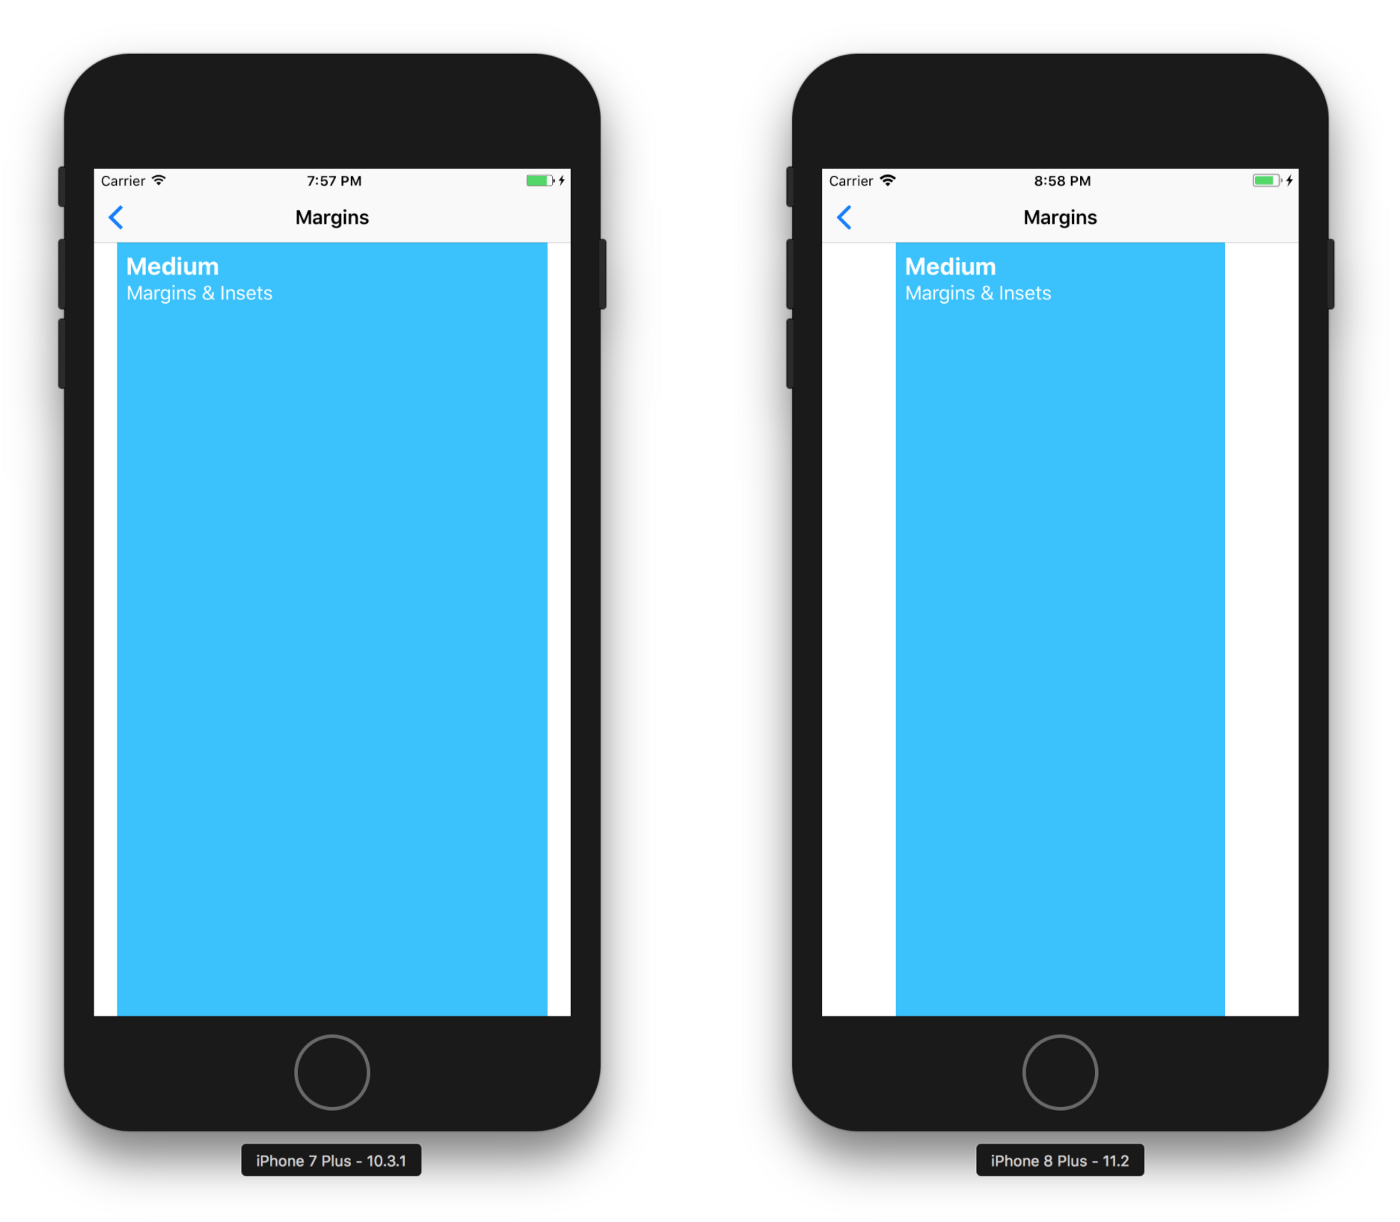 Carrier
7:57 PM
Margins
Medium
Margins & Insets
iPhone 7 Plus - 10.3.1
Carrier
8:58 PM
Margins
Medium
Margins & Insets
iPhone 8 Plus - 11.2